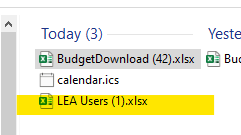 Today (3)
Yeste
BudgetDownload (42).xlsx
Bud
calendar.ics
LEA Users (1).xlsx